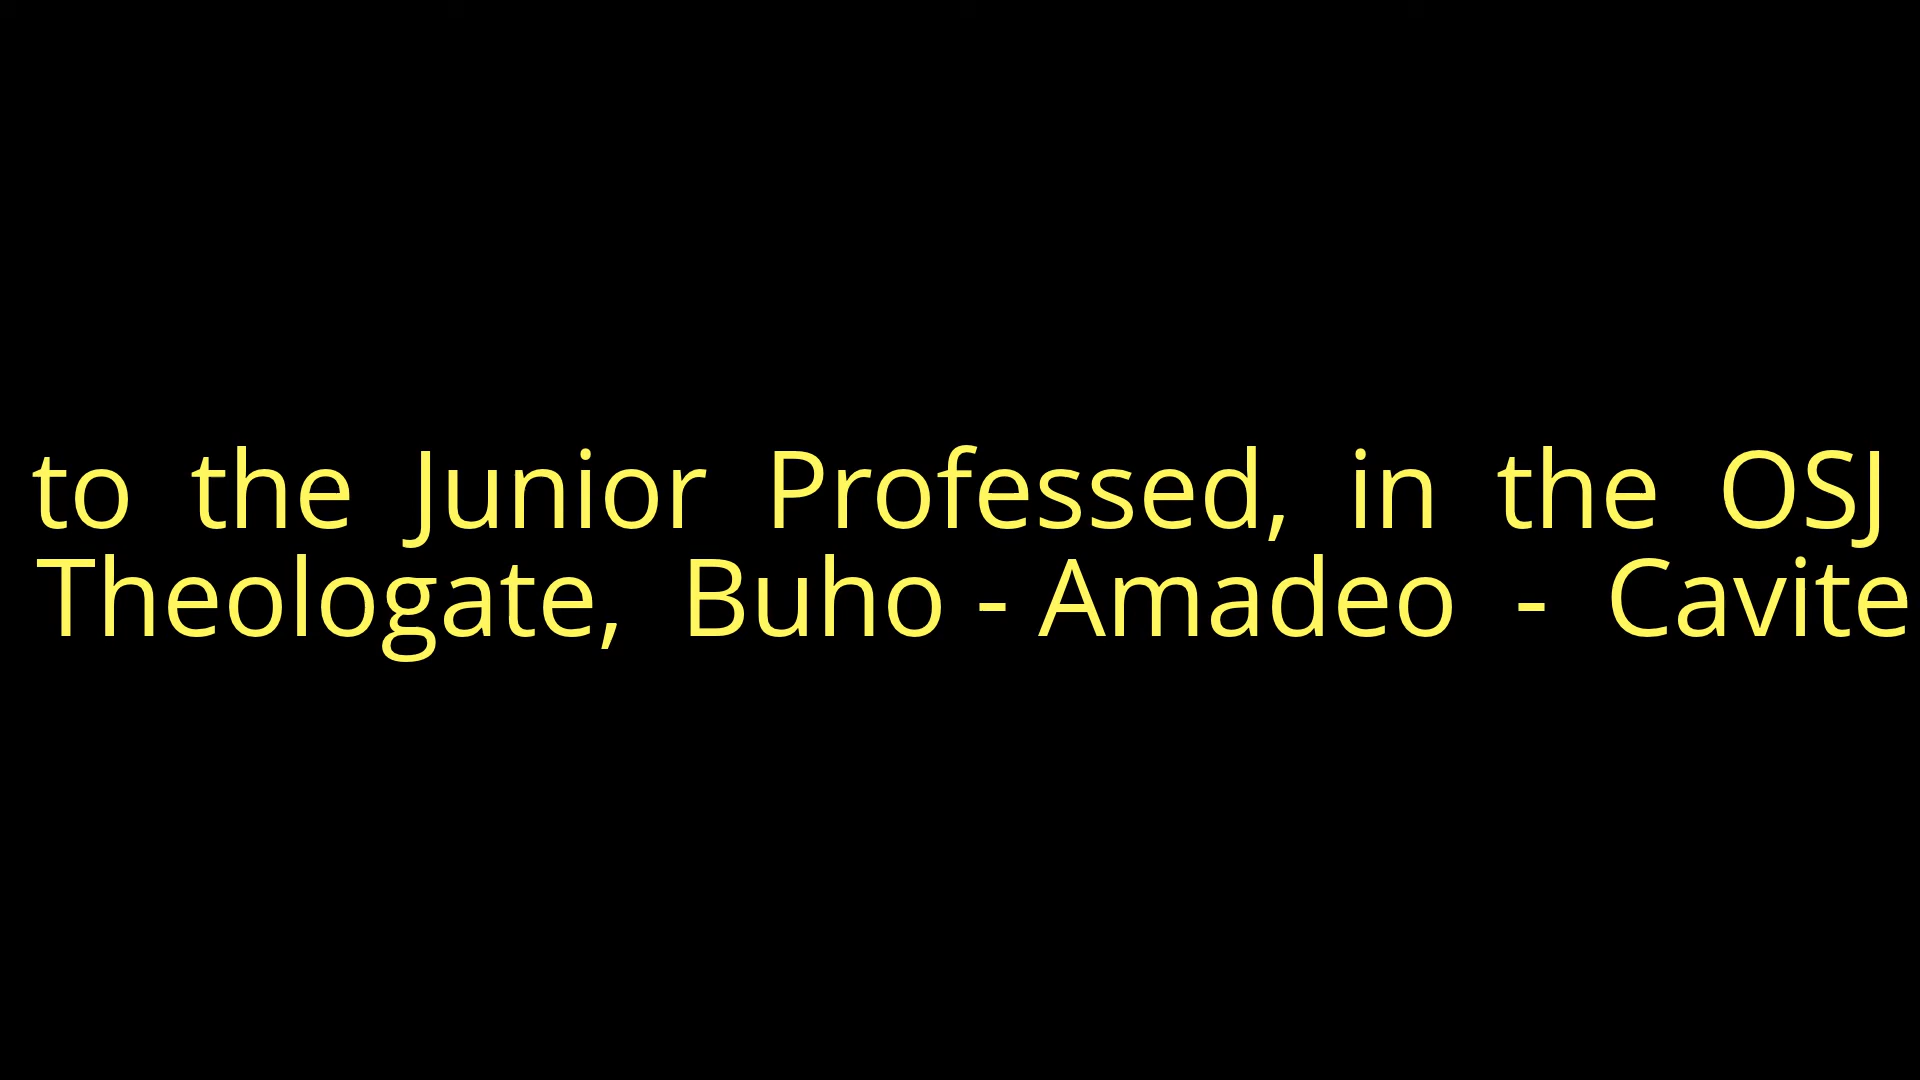 to the Junior Professed, in the OSJ
Theologate, Buho - Amadeo - Cavite